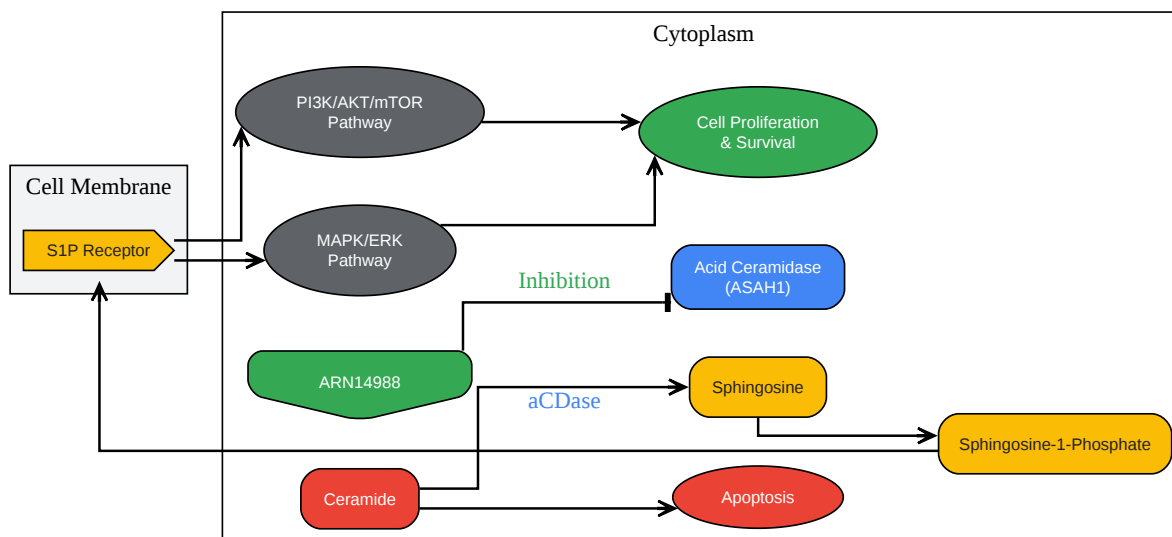 Cytoplasm
PI3K/AKT/mTOR
Pathway
Cell Proliferation
& Survival
Cell Membrane
S1P Receptor
MAPK/ERK
Pathway
Inhibition
Acid Ceramidase
(ASAH1)
ARN14988
aCDase
Sphingosine
Sphingosine-1-Phosphate
Ceramide
Apoptosis